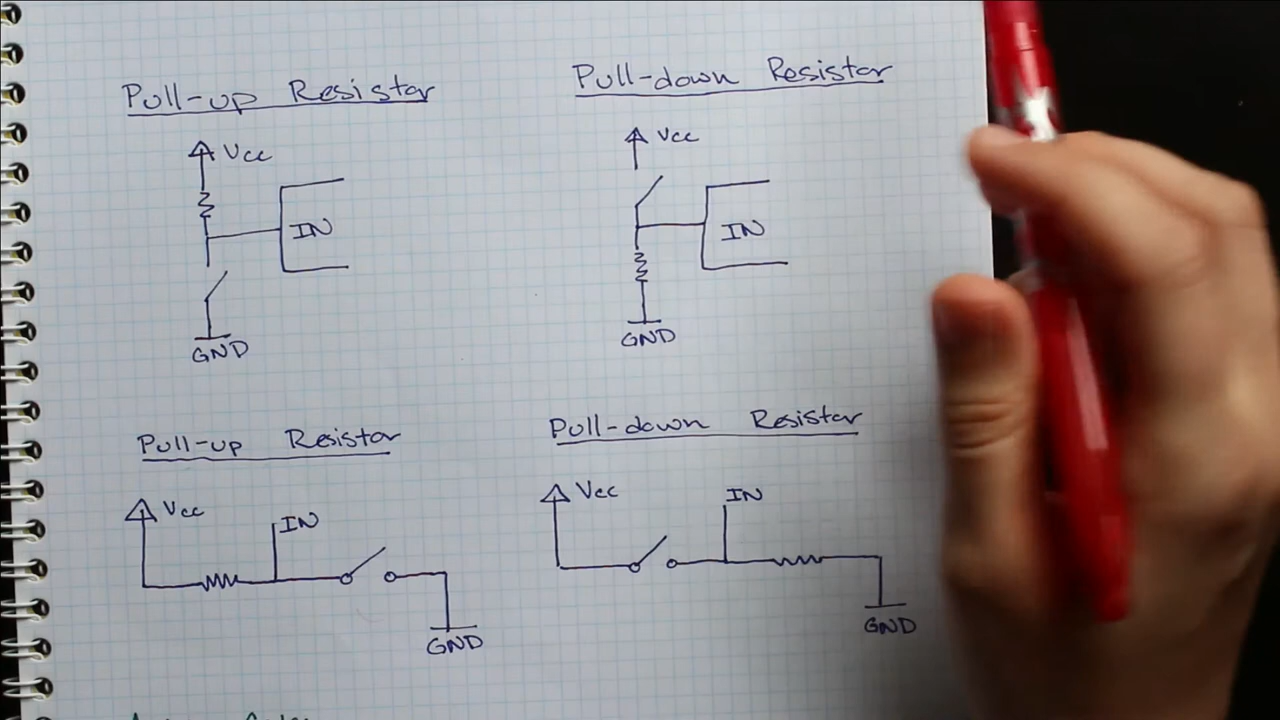 Pull-up Resistor
Vcc
IN
GND
Pull-down Resistor
Vcc
IN
GND
Pull-up Resistor
Vcc
IN
GND
Pull-down Resistor
Vcc
IN
GND